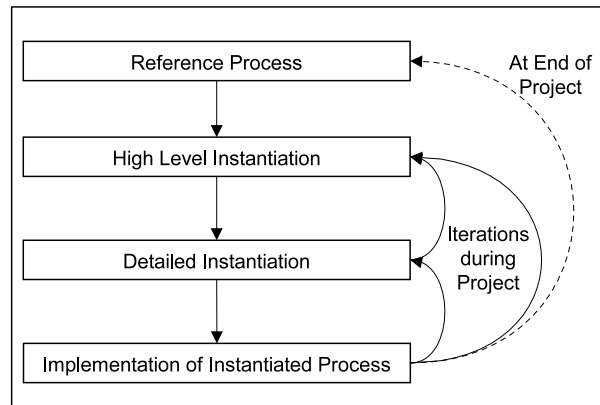 Reference Process
At End of
Project
High Level Instantiation
Iterations
during
Project
Detailed Instantiation
Implementation of Instantiated Process